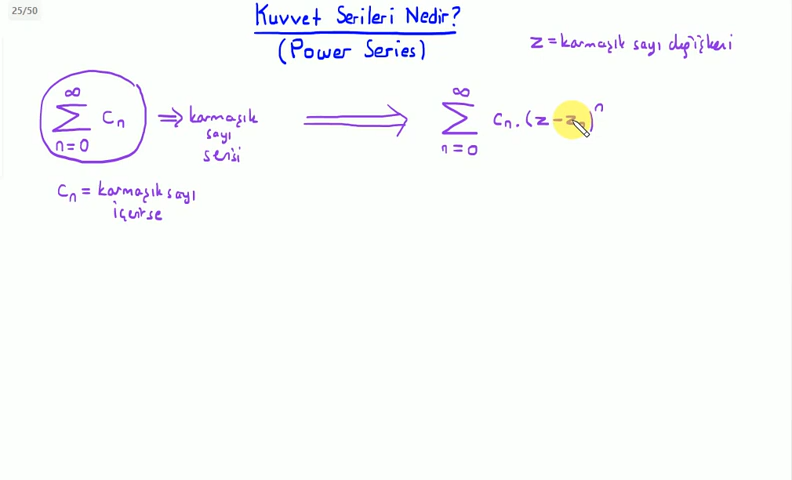 25/50
Kuvvet Serileri Nedir?
(Power Series)
z = karmaşık sayı değişkeni
∞
∑ Cn ⇒ karmaşık
n=0 sayı
serisi
∞
∑ Cn.(z-z₀)ⁿ
n=0
Cn = karmaşık sayı
içerirse